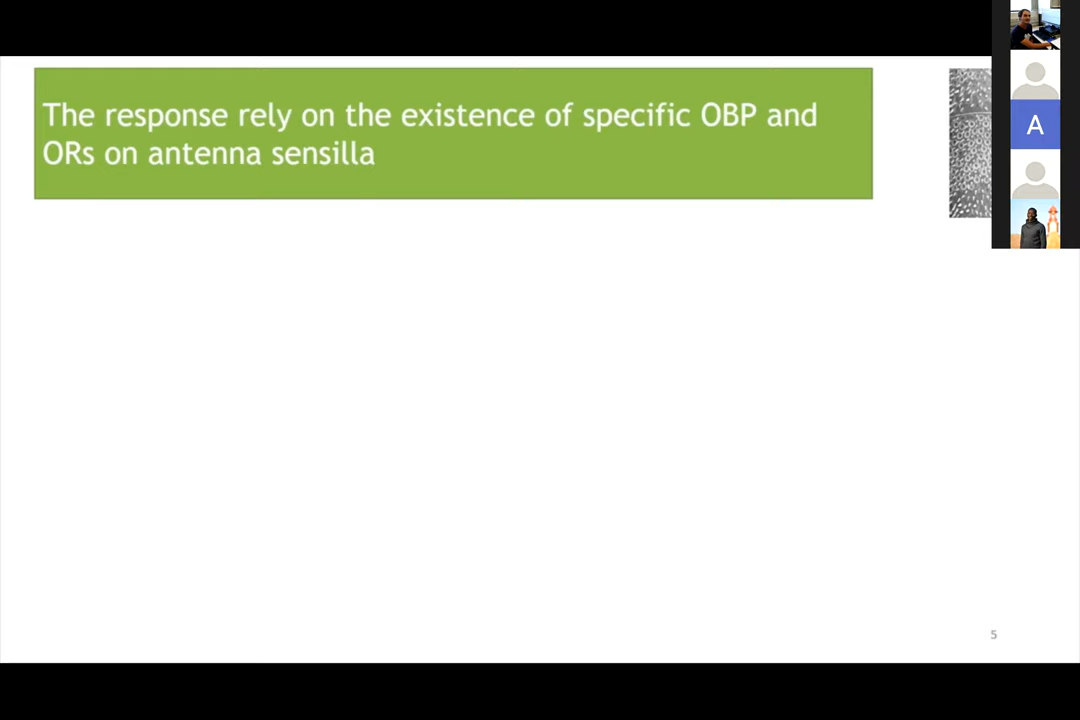 The response rely on the existence of specific OBP and
ORs on antenna sensilla
A
5